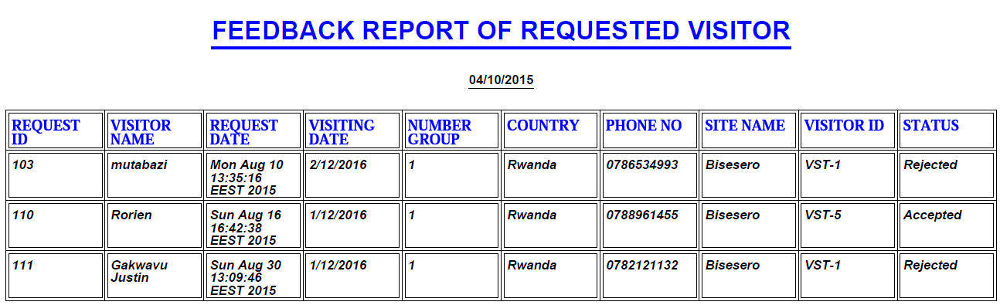 FEEDBACK REPORT OF REQUESTED VISITOR
04/10/2015
REQUEST ID VISITOR NAME REQUEST DATE VISITING DATE NUMBER GROUP COUNTRY PHONE NO SITE NAME VISITOR ID STATUS
103 mutabazi Mon Aug 10 13:35:16 EEST 2015 2/12/2016 1 Rwanda 0786534993 Bisesero VST-1 Rejected
110 Rorien Sun Aug 16 16:42:38 EEST 2015 1/12/2016 1 Rwanda 0788961455 Bisesero VST-5 Accepted
111 Gakwavu Justin Sun Aug 30 13:09:46 EEST 2015 1/12/2016 1 Rwanda 0782121132 Bisesero VST-1 Rejected